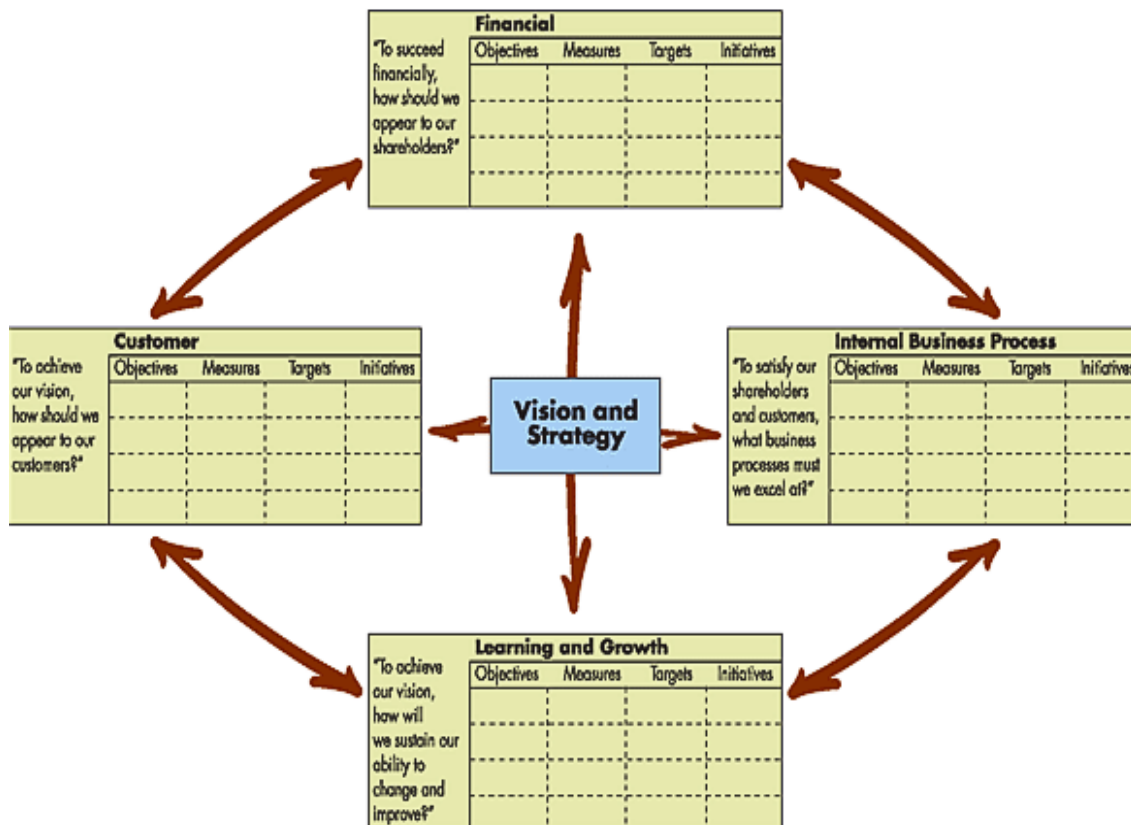 Financial
"To succeed
financially,
how should we
appear to our
shareholders?"
Objectives Measures Targets Initiatives
Customer
"To achieve
our vision,
how should we
appear to our
customers?"
Objectives Measures Targets Initiatives
Vision and
Strategy
Internal Business Process
"To satisfy our
shareholders
and customers,
what business
processes must
we excel at?"
Objectives Measures Targets Initiatives
Learning and Growth
"To achieve
our vision,
how will
we sustain our
ability to
change and
improve?"
Objectives Measures Targets Initiatives